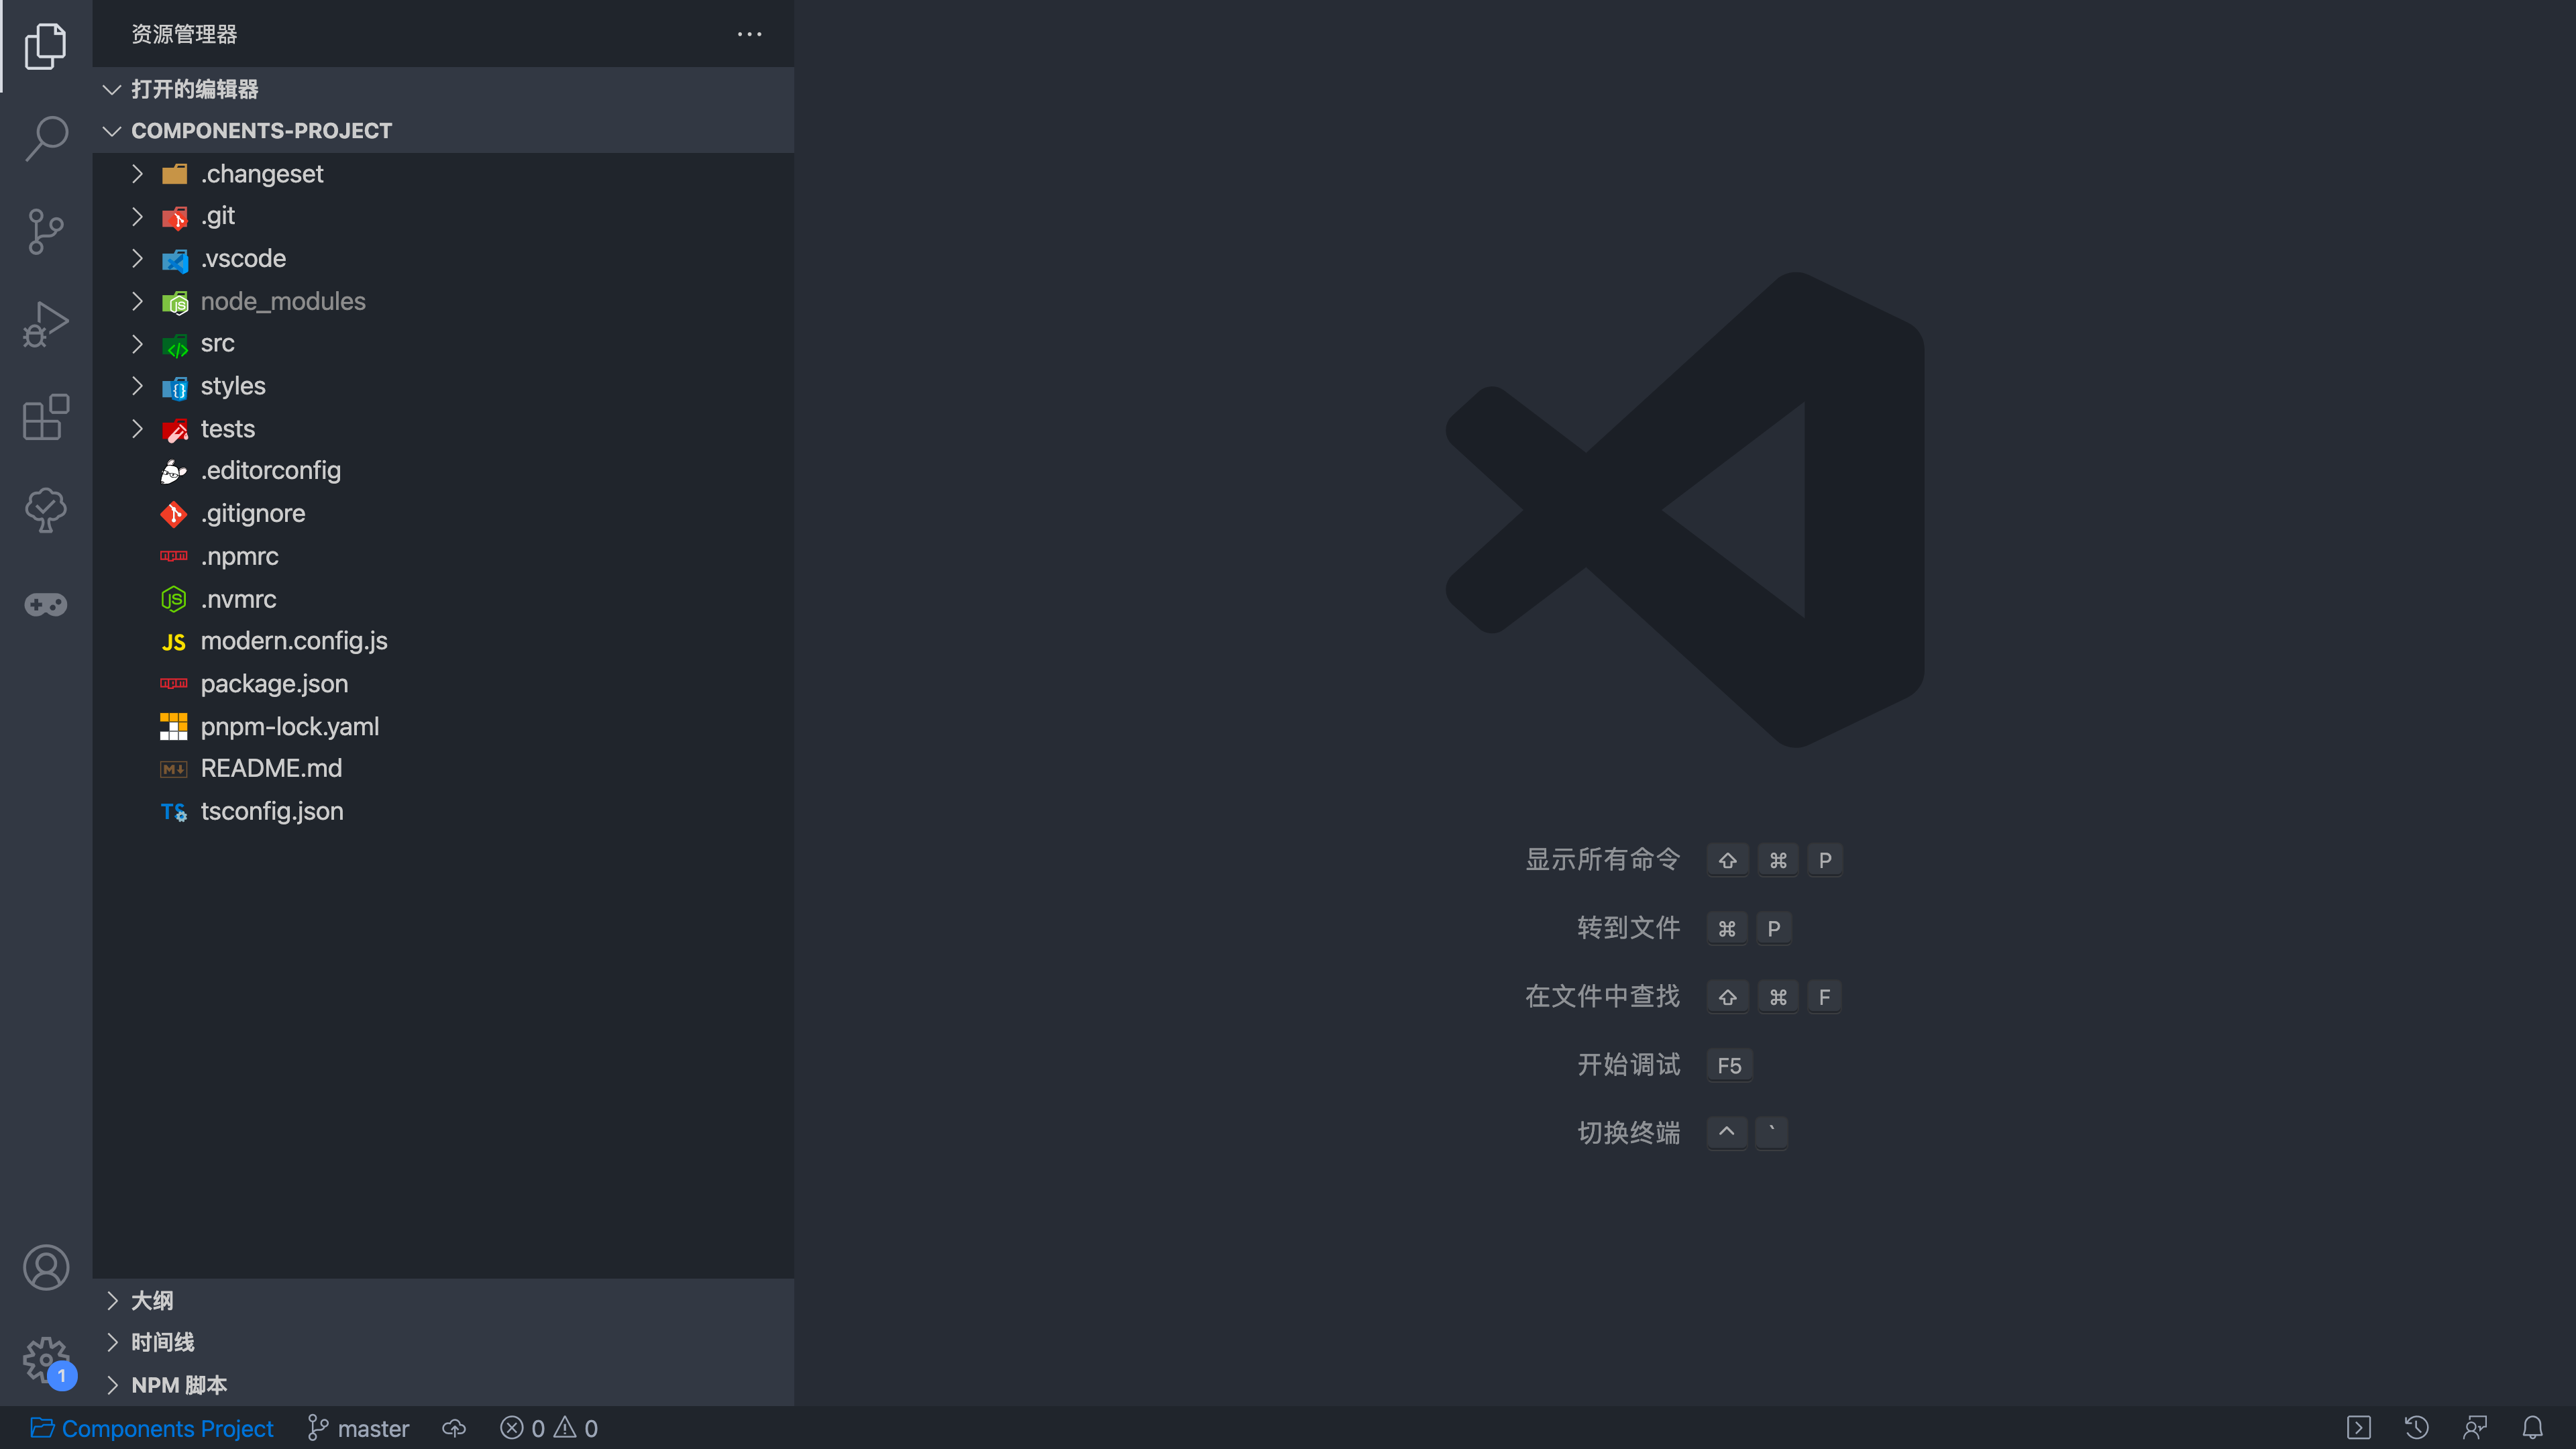 资源管理器
打开的编辑器
COMPONENTS-PROJECT
.changeset
.git
.vscode
node_modules
src
styles
tests
.editorconfig
.gitignore
.npmrc
.nvmrc
JS modern.config.js
package.json
pnpm-lock.yaml
README.md
TS tsconfig.json
大纲
时间线
NPM 脚本
显示所有命令 ⇧ ⌘ P
转到文件 ⌘ P
在文件中查找 ⇧ ⌘ F
开始调试 F5
切换终端 ^ `
1
Components Project master 0 0